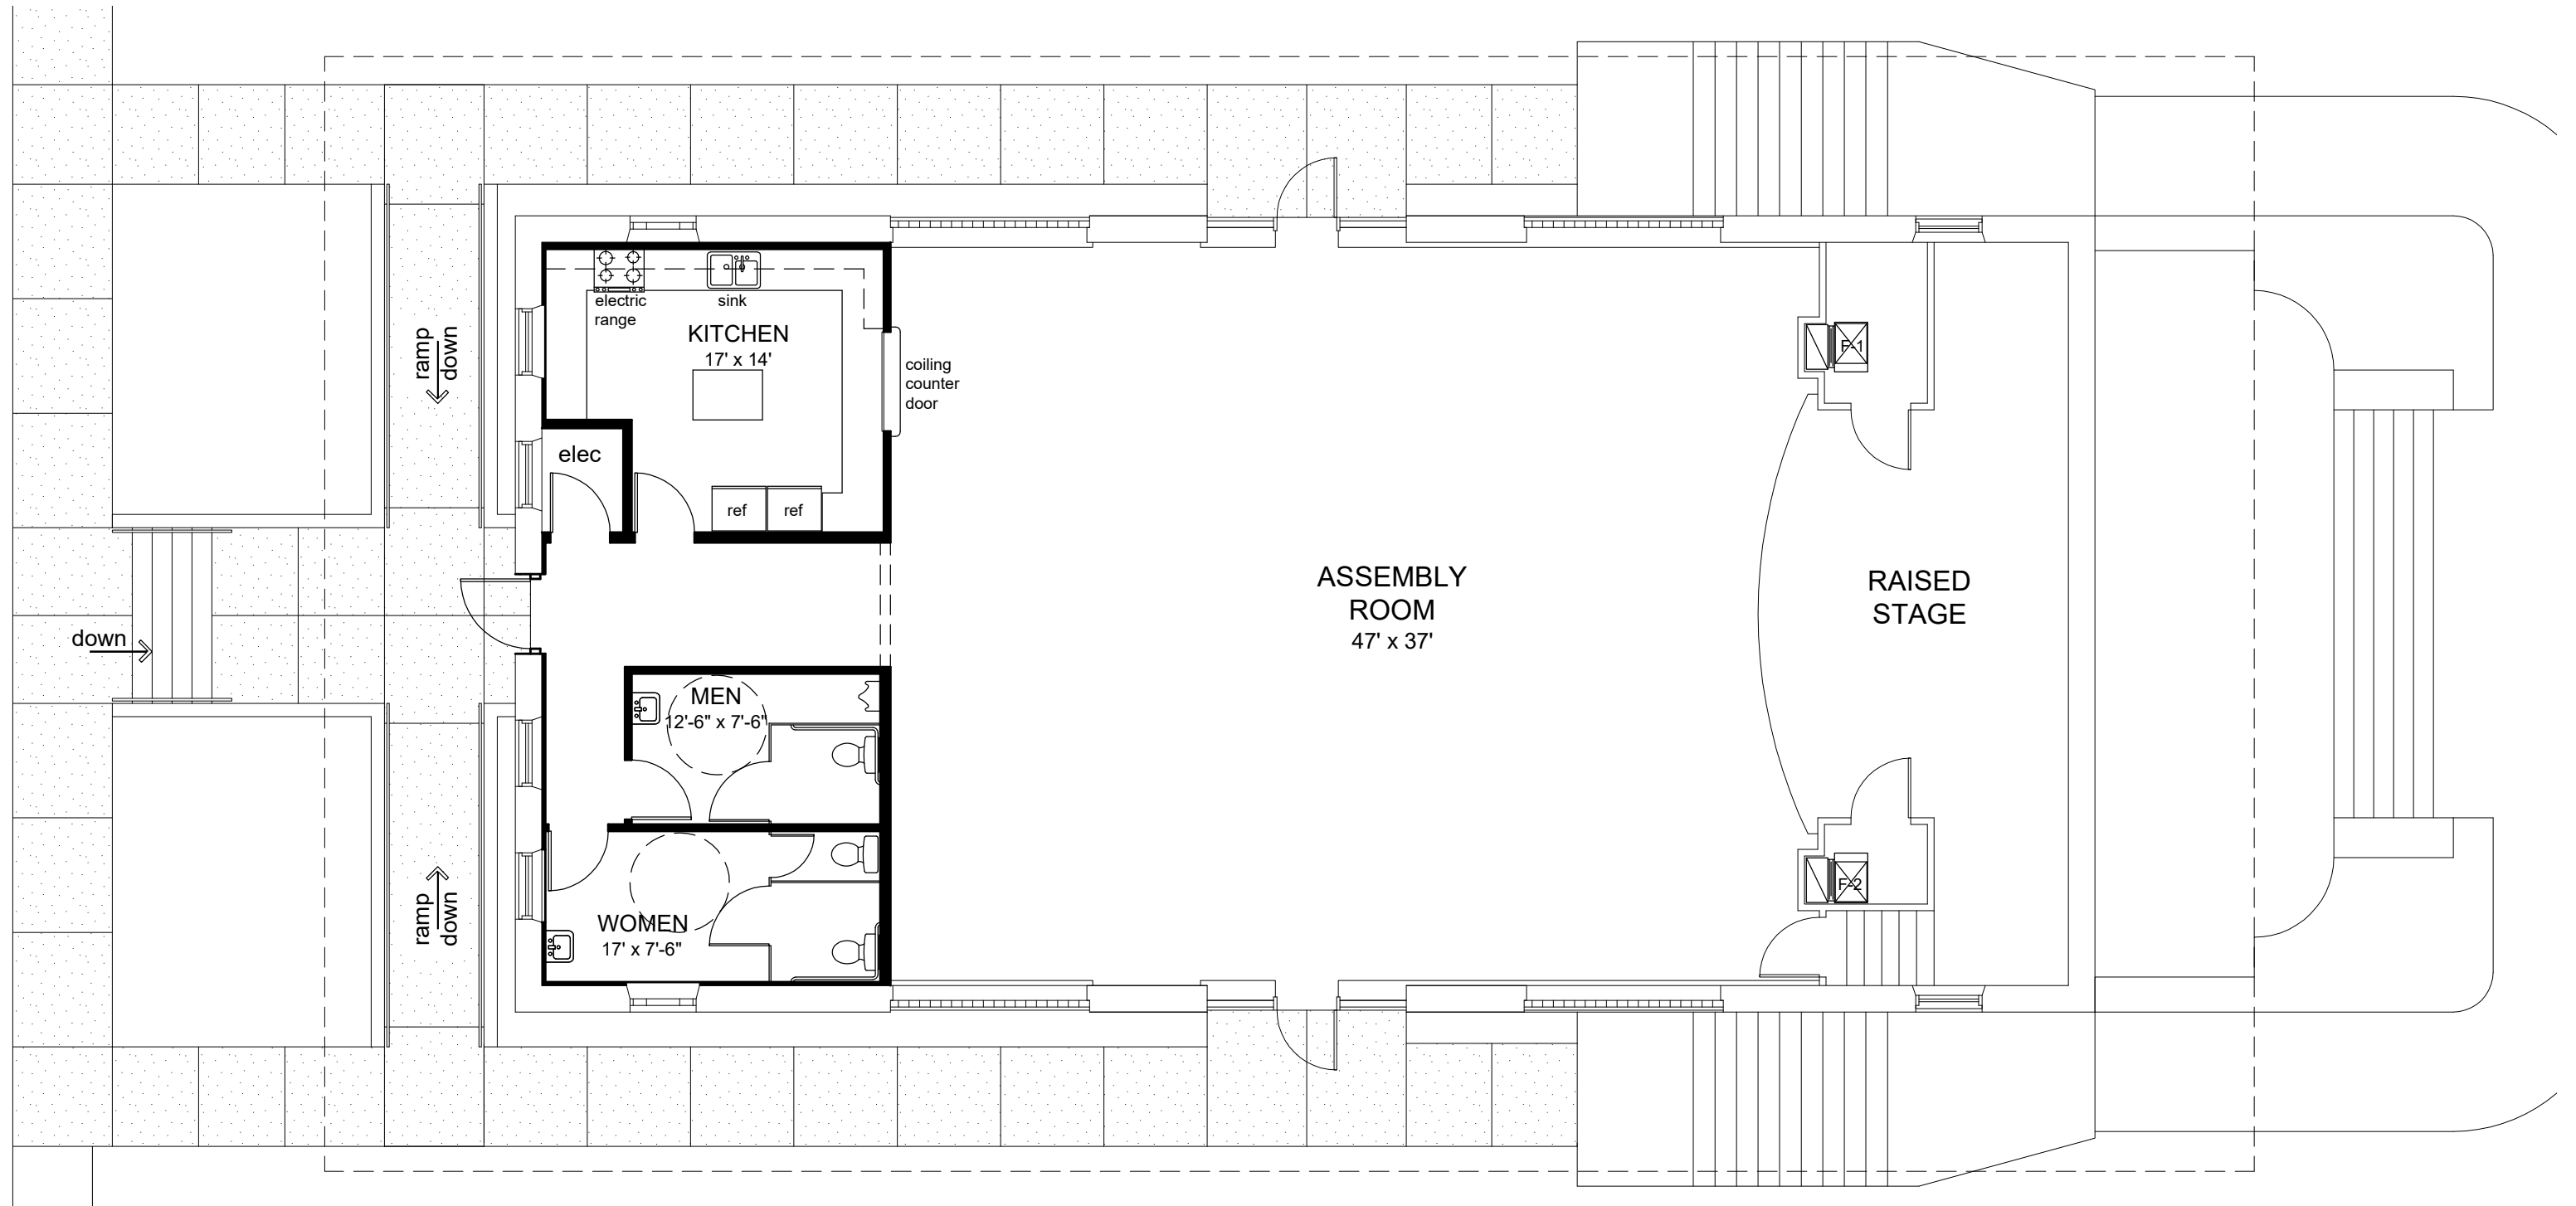 electric
range
sink
KITCHEN
17' x 14'
ramp
down
coiling
counter
door
F-1
elec
ref
ref
ASSEMBLY
ROOM
47' x 37'
RAISED
STAGE
down
MEN
12'-6" x 7'-6"
F-2
ramp
down
WOMEN
17' x 7'-6"